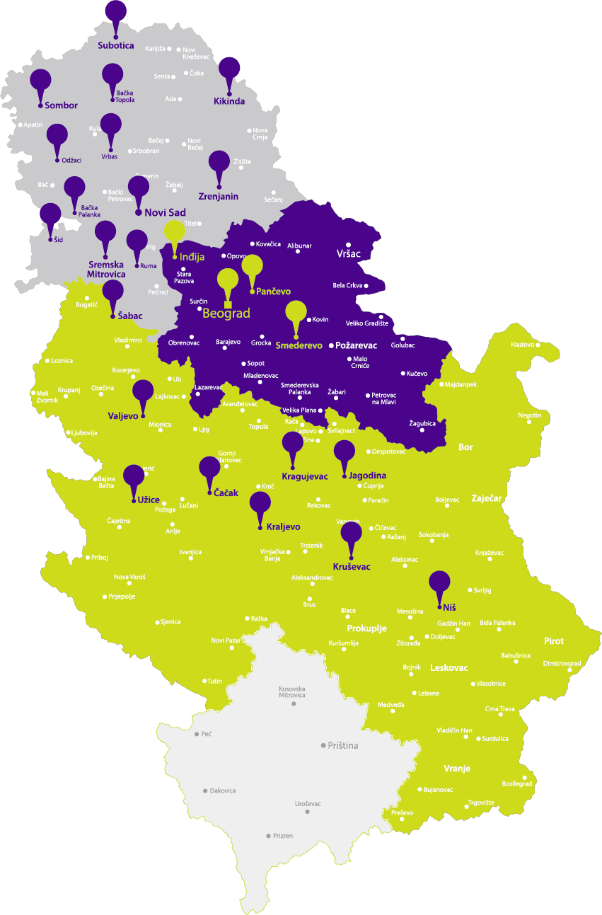 Subotica
Kanjiža
Novi
Kneževac
Senta
Čoka
Bačka
Topola
Kikinda
Sombor
Ada
Apatin
Kula
Vrbas
Bečej
Novi
Bečej
Nova
Crnja
Srbobran
Odžaci
Žitište
Zrenjanin
Bač
Bački
Petrovac
Žabalj
Sečanj
Bačka
Palanka
Novi Sad
Titel
Šid
Inđija
Kovačica
Alibunar
Vršac
Opovo
Sremska
Mitrovica
Ruma
Stara
Pazova
Pećinci
Pančevo
Bela Crkva
Bogatić
Šabac
Surčin
Beograd
Kovin
Veliko Gradište
Smederevo
Golubac
Kladovo
Vladimirci
Obrenovac
Barajevo
Grocka
Požarevac
Malo
Crniće
Loznica
Koceljevo
Ub
Sopot
Mladenovac
Kučevo
Majdanpek
Mali
Zvornik
Krupanj
Osečina
Lajkovac
Lazarevac
Smederevska
Palanka
Žabari
Petrovac
na Mlavi
Valjevo
Aranđelovac
Velika Plana
Negotin
Ljubovija
Mionica
Ljig
Topola
Rača
Lapovo
Svilajnac
Žagubica
Bor
Gornji
Milanovac
Despotovac
Kragujevac
Jagodina
Bajina
Bašta
Užice
Požega
Lučani
Čačak
Knić
Ćuprija
Paraćin
Rekovac
Boljevac
Zaječar
Čajetina
Arilje
Kraljevo
Ćićevac
Ražanj
Sokobanja
Priboj
Ivanjica
Vrnjačka
Banja
Trstenik
Kruševac
Aleksinac
Knjaževac
Nova Varoš
Aleksandrovac
Prijepolje
Brus
Niš
Svrljig
Sjenica
Raška
Blace
Merošina
Gadžin Han
Bela Palanka
Prokuplje
Doljevac
Žitorađa
Pirot
Novi Pazar
Kuršumlija
Babušnica
Dimitrovgrad
Bojnik
Leskovac
Tutin
Lebane
Vlasotince
Kosovska
Mitrovica
Medveđa
Crna Trava
Peć
Priština
Vladičin Han
Surdulica
Vranje
Đakovica
Bujanovac
Bosilegrad
Uroševac
Preševo
Trgovište
Prizren